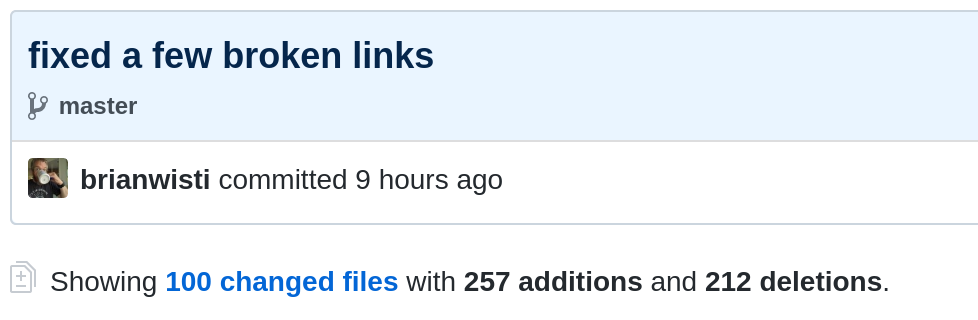 fixed a few broken links
master
brianwisti committed 9 hours ago
Showing 100 changed files with 257 additions and 212 deletions.